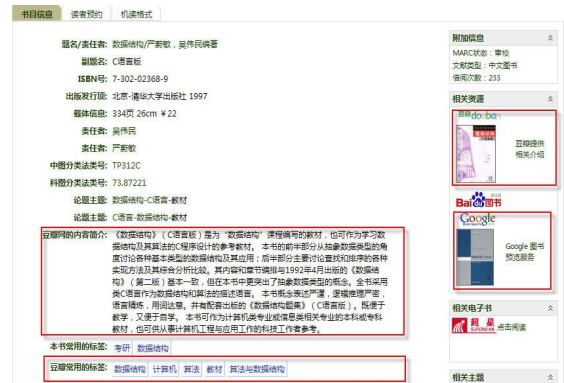 书目信息 读者预约 机读格式
题名/责任者: 数据结构/严蔚敏，吴伟民编著
副题名: C语言版
ISBN号: 7-302-02368-9
出版发行项: 北京-清华大学出版社 1997
载体信息: 334页 26cm ￥22
责任者: 吴伟民
责任者: 严蔚敏
中图分类法类号: TP312C
科图分类法类号: 73.87221
论题主题: 数据结构-C语言-教材
论题主题: C语言-数据结构-教材
豆瓣网的内容简介: 《数据结构》（C语言版）是为“数据结构”课程编写的教材，也可作为学习数
据结构及其算法的C程序设计的参考教材。 本书的前半部分从抽象数据类型的角
度讨论各种基本类型的数据结构及其应用；后半部分主要讨论查找和排序的各种
实现方法及其综合分析比较。其内容和章节编排与1992年4月出版的《数据结
构》（第二版）基本一致，但在本书中更突出了抽象数据类型的概念。全书采用
类C语言作为数据结构和算法的描述语言。 本书概念表述严谨，逻辑推理严密，
语言精炼，用词达意，并有配套出版的《数据结构题集》（C语言版），既便于
教学，又便于自学。 本书可作为计算机类专业或信息类相关专业的本科或专科
教材，也可供从事计算机工程与应用工作的科技工作者参考。
本书常用的标签: 考研 数据结构
豆瓣常用的标签: 数据结构 计算机 算法 教材 算法与数据结构
附加信息
MARC状态：审校
文献类型：中文图书
借阅次数：233
相关资源
豆瓣douban
数据结构
豆瓣提供
相关介绍
Bai du 图书
Google
Google 图书
预览服务
相关电子书
超星 点击阅读
相关主题